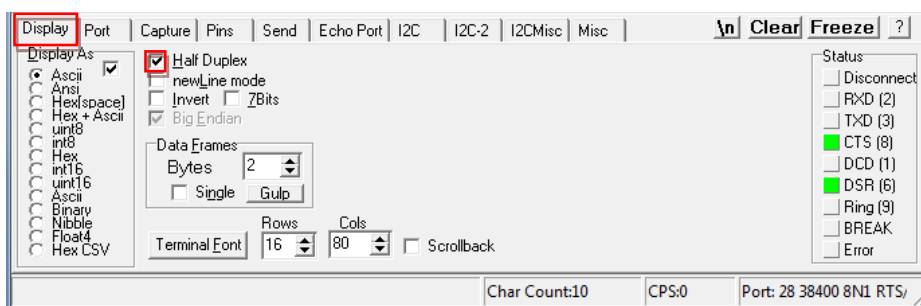 Display Port Capture Pins Send Echo Port I2C I2C-2 I2CMisc Misc \n Clear Freeze ?
Display As
Ascii
Ansi
Hex[space]
Hex + Ascii
uint8
int8
Hex
int16
uint16
Ascii
Binary
Nibble
Float4
Hex CSV
Half Duplex
newLine mode
Invert 7Bits
Big Endian
Data Frames
Bytes 2
Single Gulp
Rows Cols
Terminal Font 16 80 Scrollback
Status
Disconnect
RXD (2)
TXD (3)
CTS (8)
DCD (1)
DSR (6)
Ring (9)
BREAK
Error
Char Count:10 CPS:0 Port: 28 38400 8N1 RTS/